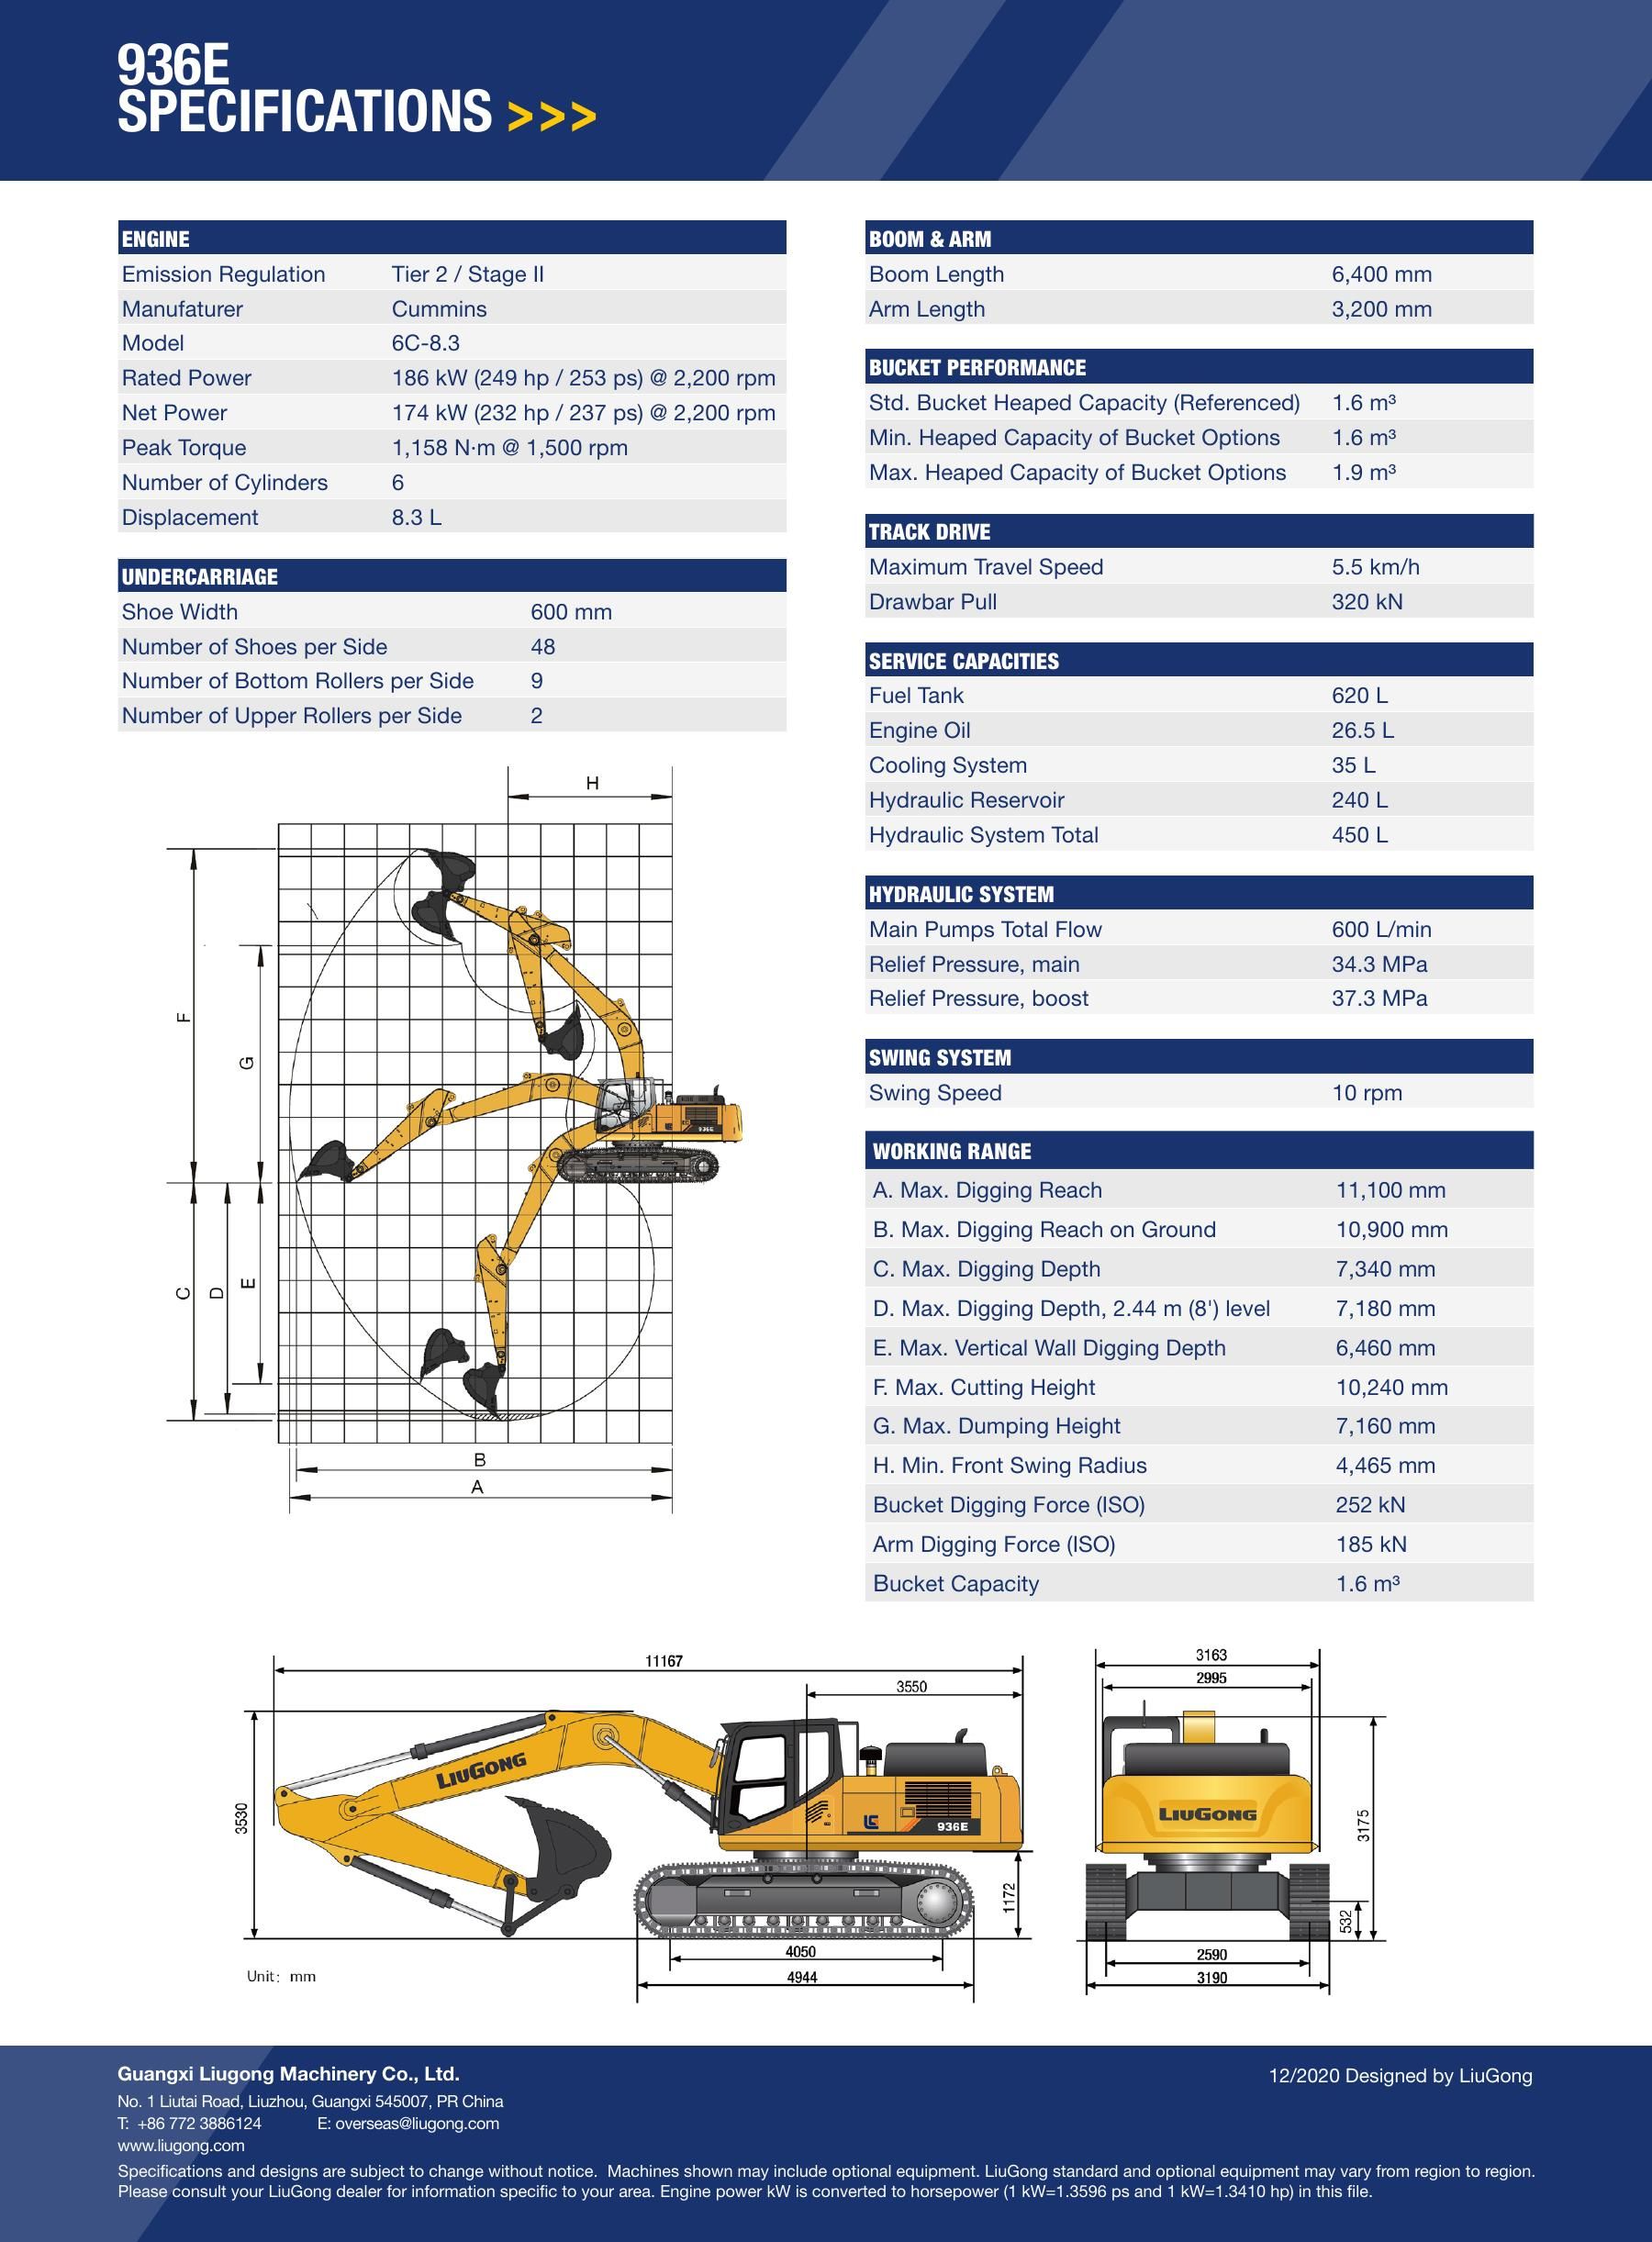 936E
SPECIFICATIONS >>>
ENGINE
Emission Regulation Tier 2 / Stage II
Manufaturer Cummins
Model 6C-8.3
Rated Power 186 kW (249 hp / 253 ps) @ 2,200 rpm
Net Power 174 kW (232 hp / 237 ps) @ 2,200 rpm
Peak Torque 1,158 N·m @ 1,500 rpm
Number of Cylinders 6
Displacement 8.3 L
UNDERCARRIAGE
Shoe Width 600 mm
Number of Shoes per Side 48
Number of Bottom Rollers per Side 9
Number of Upper Rollers per Side 2
H
F
G
936E
C
D
E
B
A
BOOM & ARM
Boom Length 6,400 mm
Arm Length 3,200 mm
BUCKET PERFORMANCE
Std. Bucket Heaped Capacity (Referenced) 1.6 m³
Min. Heaped Capacity of Bucket Options 1.6 m³
Max. Heaped Capacity of Bucket Options 1.9 m³
TRACK DRIVE
Maximum Travel Speed 5.5 km/h
Drawbar Pull 320 kN
SERVICE CAPACITIES
Fuel Tank 620 L
Engine Oil 26.5 L
Cooling System 35 L
Hydraulic Reservoir 240 L
Hydraulic System Total 450 L
HYDRAULIC SYSTEM
Main Pumps Total Flow 600 L/min
Relief Pressure, main 34.3 MPa
Relief Pressure, boost 37.3 MPa
SWING SYSTEM
Swing Speed 10 rpm
WORKING RANGE
A. Max. Digging Reach 11,100 mm
B. Max. Digging Reach on Ground 10,900 mm
C. Max. Digging Depth 7,340 mm
D. Max. Digging Depth, 2.44 m (8') level 7,180 mm
E. Max. Vertical Wall Digging Depth 6,460 mm
F. Max. Cutting Height 10,240 mm
G. Max. Dumping Height 7,160 mm
H. Min. Front Swing Radius 4,465 mm
Bucket Digging Force (ISO) 252 kN
Arm Digging Force (ISO) 185 kN
Bucket Capacity 1.6 m³
11167
3550
3530
LIUGONG
LG
936E
1172
4050
4944
Unit: mm
3163
2995
LIUGONG
3175
532
2590
3190
Guangxi Liugong Machinery Co., Ltd.
12/2020 Designed by LiuGong
No. 1 Liutai Road, Liuzhou, Guangxi 545007, PR China
T: +86 772 3886124 E: overseas@liugong.com
www.liugong.com
Specifications and designs are subject to change without notice. Machines shown may include optional equipment. LiuGong standard and optional equipment may vary from region to region.
Please consult your LiuGong dealer for information specific to your area. Engine power kW is converted to horsepower (1 kW=1.3596 ps and 1 kW=1.3410 hp) in this file.